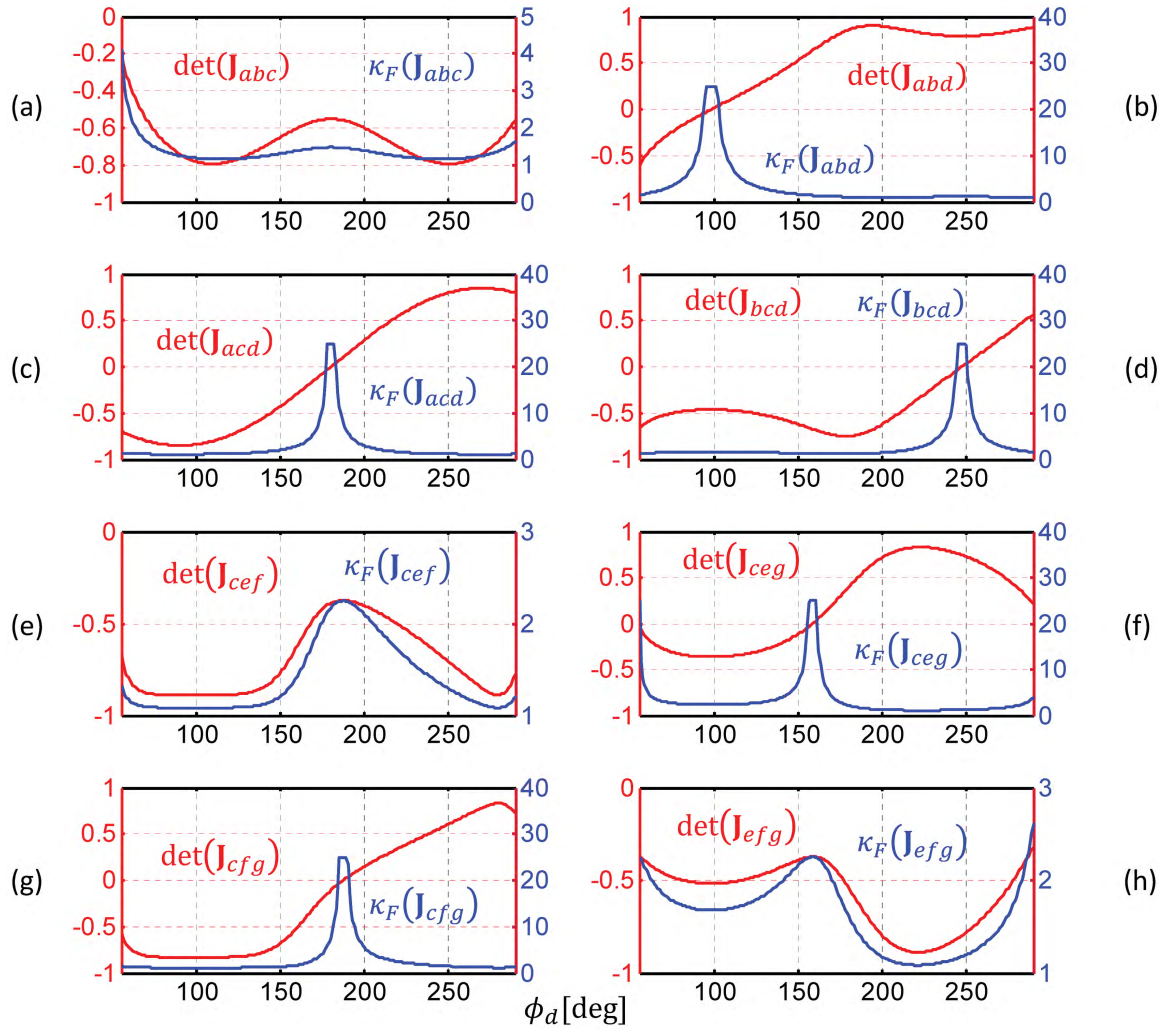 (a)
0
-0.2
-0.4
-0.6
-0.8
-1
det(J_abc)
κ_F(J_abc)
5
4
3
2
1
0
100 150 200 250
(b)
1
0.5
0
-0.5
-1
det(J_abd)
κ_F(J_abd)
40
30
20
10
0
100 150 200 250
(c)
1
0.5
0
-0.5
-1
det(J_acd)
κ_F(J_acd)
40
30
20
10
0
100 150 200 250
(d)
1
0.5
0
-0.5
-1
det(J_bcd)
κ_F(J_bcd)
40
30
20
10
0
100 150 200 250
(e)
0
-0.5
-1
det(J_cef)
κ_F(J_cef)
3
2
1
100 150 200 250
(f)
1
0.5
0
-0.5
-1
det(J_ceg)
κ_F(J_ceg)
40
30
20
10
0
100 150 200 250
(g)
1
0.5
0
-0.5
-1
det(J_cfg)
κ_F(J_cfg)
40
30
20
10
0
100 150 200 250
(h)
0
-0.5
-1
det(J_efg)
κ_F(J_efg)
3
2
1
100 150 200 250
ϕ_d[deg]